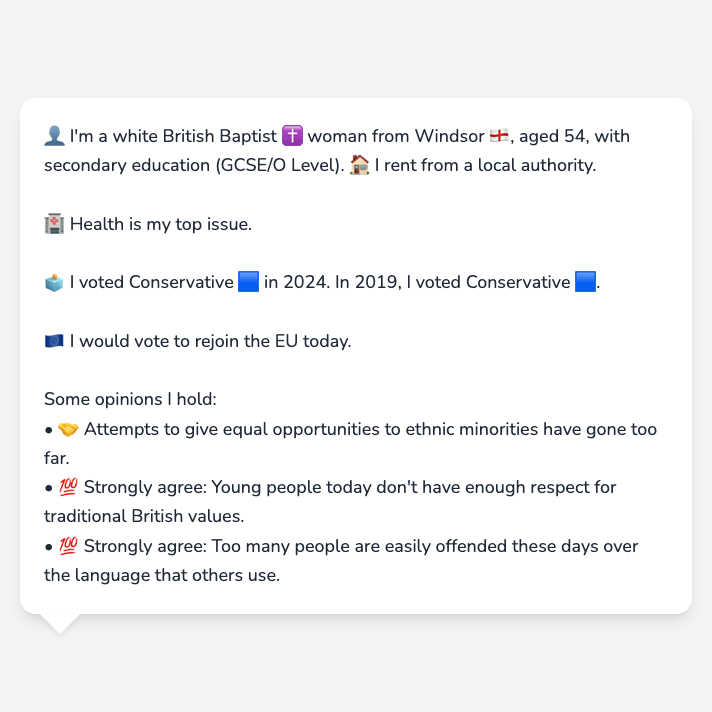 👤 I'm a white British Baptist ✝️ woman from Windsor 🏴󠁧󠁢󠁥󠁮󠁧󠁿, aged 54, with
secondary education (GCSE/O Level). 🏠 I rent from a local authority.
🏥 Health is my top issue.
🗳️ I voted Conservative 🟦 in 2024. In 2019, I voted Conservative 🟦.
🇪🇺 I would vote to rejoin the EU today.
Some opinions I hold:
• 🤝 Attempts to give equal opportunities to ethnic minorities have gone too
far.
• 💯 Strongly agree: Young people today don't have enough respect for
traditional British values.
• 💯 Strongly agree: Too many people are easily offended these days over
the language that others use.